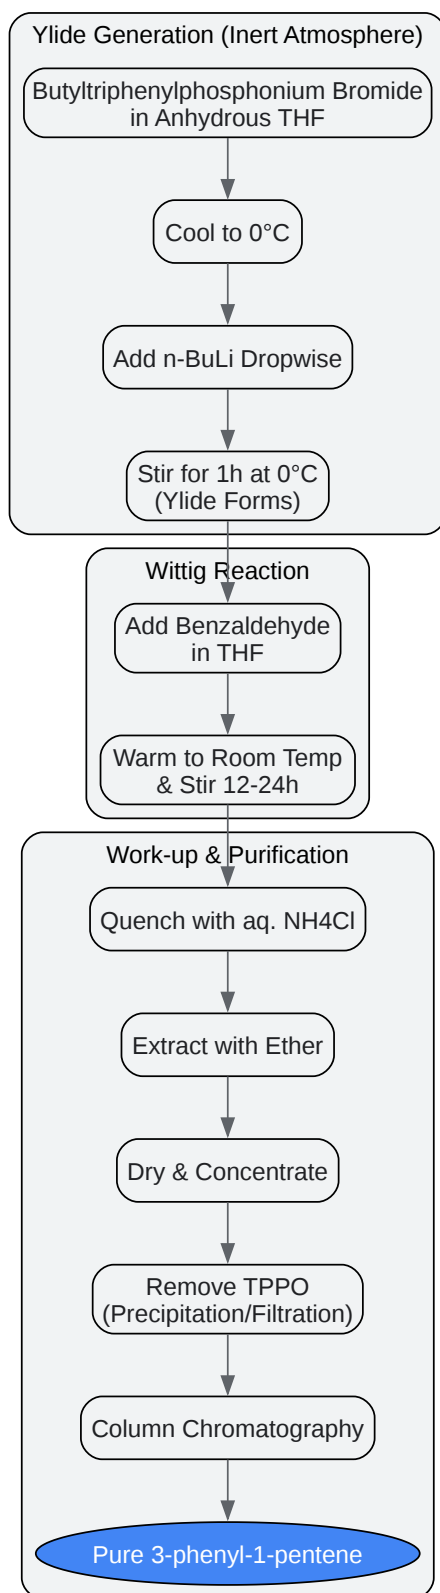 Ylide Generation (Inert Atmosphere)
Butyltriphenylphosphonium Bromide
in Anhydrous THF
Cool to 0°C
Add n-BuLi Dropwise
Stir for 1h at 0°C
(Ylide Forms)
Wittig Reaction
Add Benzaldehyde
in THF
Warm to Room Temp
& Stir 12-24h
Work-up & Purification
Quench with aq. NH4Cl
Extract with Ether
Dry & Concentrate
Remove TPPO
(Precipitation/Filtration)
Column Chromatography
Pure 3-phenyl-1-pentene